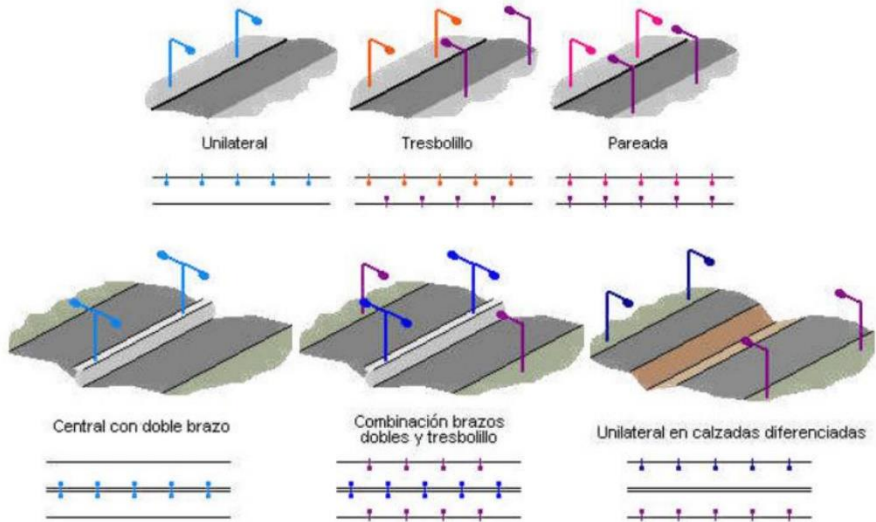 Unilateral
Tresbolillo
Pareada
Central con doble brazo
Combinación brazos
dobles y tresbolillo
Unilateral en calzadas diferenciadas